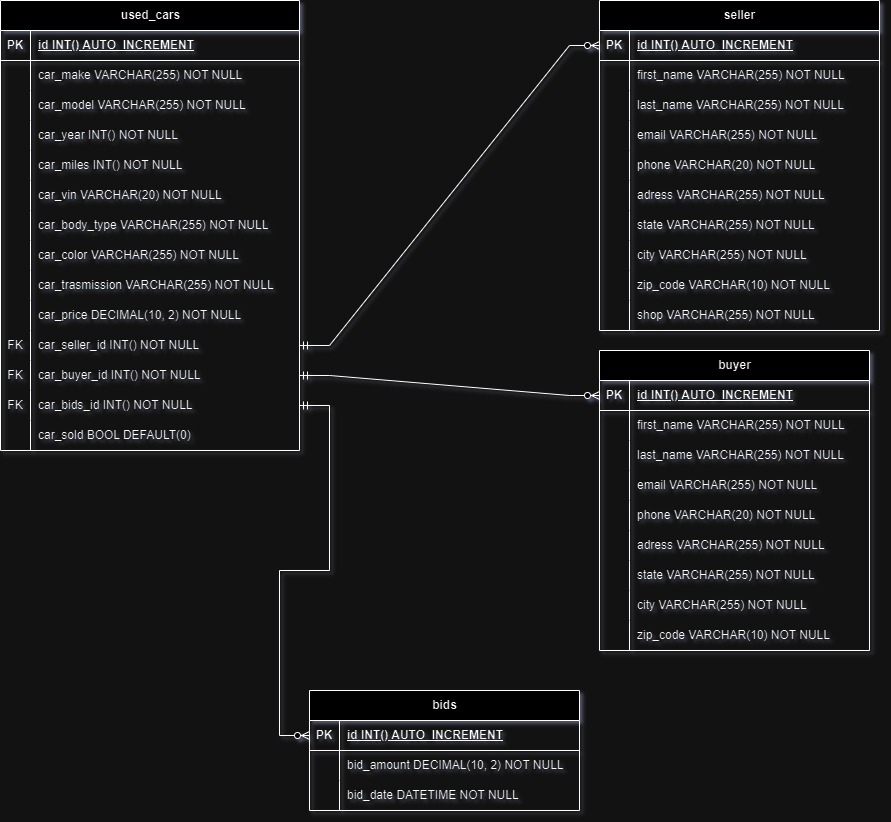 used_cars
PK id INT() AUTO_INCREMENT
car_make VARCHAR(255) NOT NULL
car_model VARCHAR(255) NOT NULL
car_year INT() NOT NULL
car_miles INT() NOT NULL
car_vin VARCHAR(20) NOT NULL
car_body_type VARCHAR(255) NOT NULL
car_color VARCHAR(255) NOT NULL
car_trasmission VARCHAR(255) NOT NULL
car_price DECIMAL(10, 2) NOT NULL
FK car_seller_id INT() NOT NULL
FK car_buyer_id INT() NOT NULL
FK car_bids_id INT() NOT NULL
car_sold BOOL DEFAULT(0)
seller
PK id INT() AUTO_INCREMENT
first_name VARCHAR(255) NOT NULL
last_name VARCHAR(255) NOT NULL
email VARCHAR(255) NOT NULL
phone VARCHAR(20) NOT NULL
adress VARCHAR(255) NOT NULL
state VARCHAR(255) NOT NULL
city VARCHAR(255) NOT NULL
zip_code VARCHAR(10) NOT NULL
shop VARCHAR(255) NOT NULL
buyer
PK id INT() AUTO_INCREMENT
first_name VARCHAR(255) NOT NULL
last_name VARCHAR(255) NOT NULL
email VARCHAR(255) NOT NULL
phone VARCHAR(20) NOT NULL
adress VARCHAR(255) NOT NULL
state VARCHAR(255) NOT NULL
city VARCHAR(255) NOT NULL
zip_code VARCHAR(10) NOT NULL
bids
PK id INT() AUTO_INCREMENT
bid_amount DECIMAL(10, 2) NOT NULL
bid_date DATETIME NOT NULL